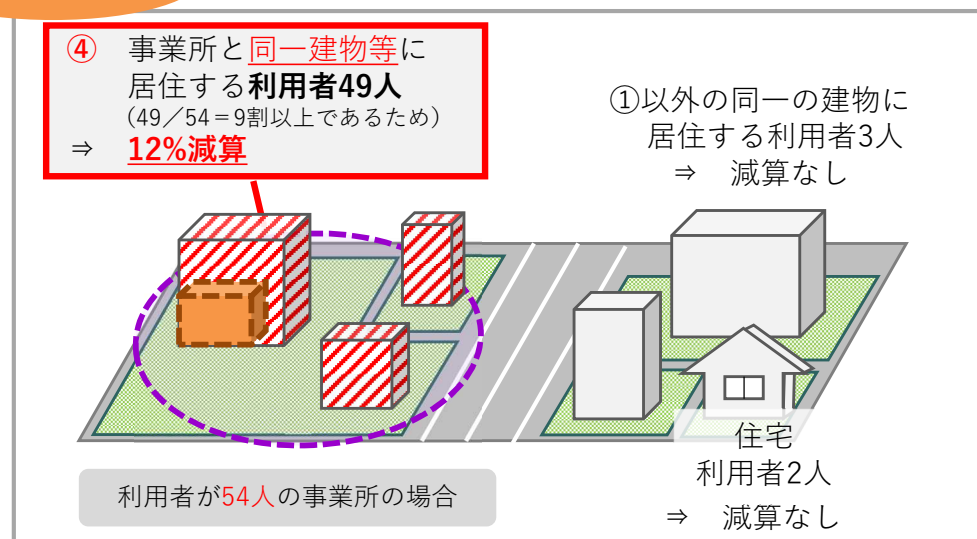 ④ 事業所と同一建物等に
居住する利用者49人
(49／54＝9割以上であるため)
⇒ 12%減算
①以外の同一の建物に
居住する利用者3人
⇒ 減算なし
住宅
利用者2人
⇒ 減算なし
利用者が54人の事業所の場合